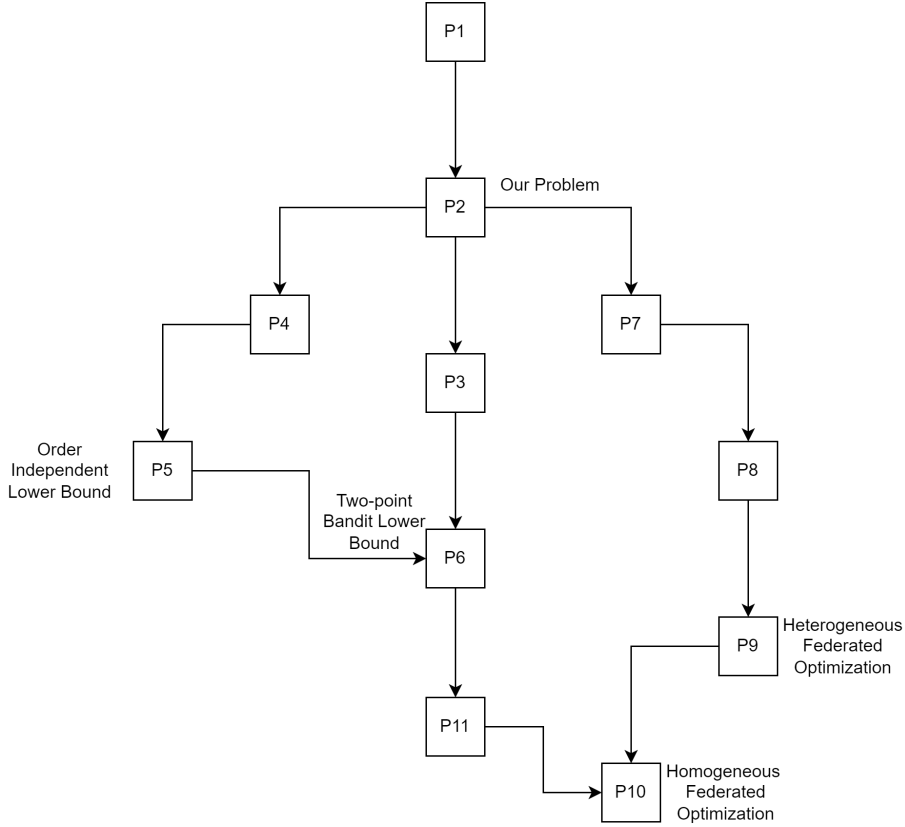 P1
Our Problem
P2
P4
P7
P3
Order
Independent
Lower Bound
P5
P8
Two-point
Bandit Lower
Bound
P6
P9
Heterogeneous
Federated
Optimization
P11
P10
Homogeneous
Federated
Optimization